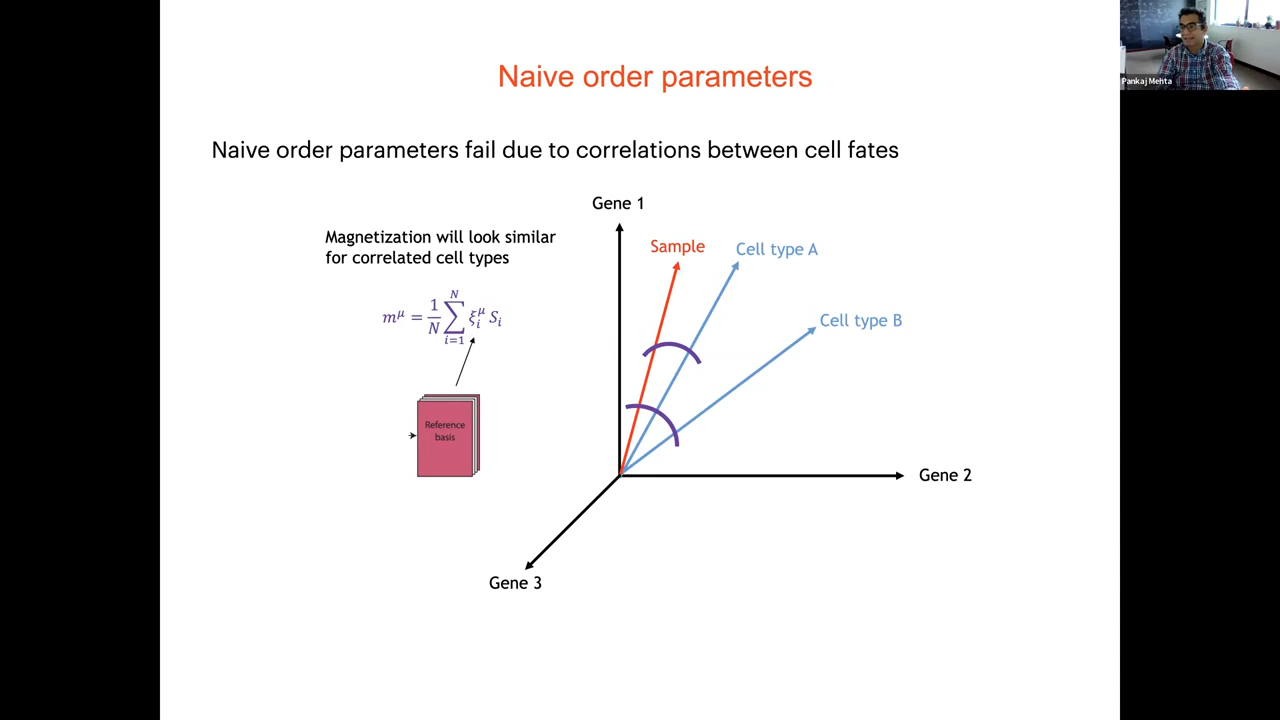 Naive order parameters
Naive order parameters fail due to correlations between cell fates
Magnetization will look similar
for correlated cell types
m^μ = 1/N ∑_{i=1}^{N} ξ_i^μ S_i
Reference
basis
Gene 1
Sample
Cell type A
Cell type B
Gene 2
Gene 3
Pankaj Mehta